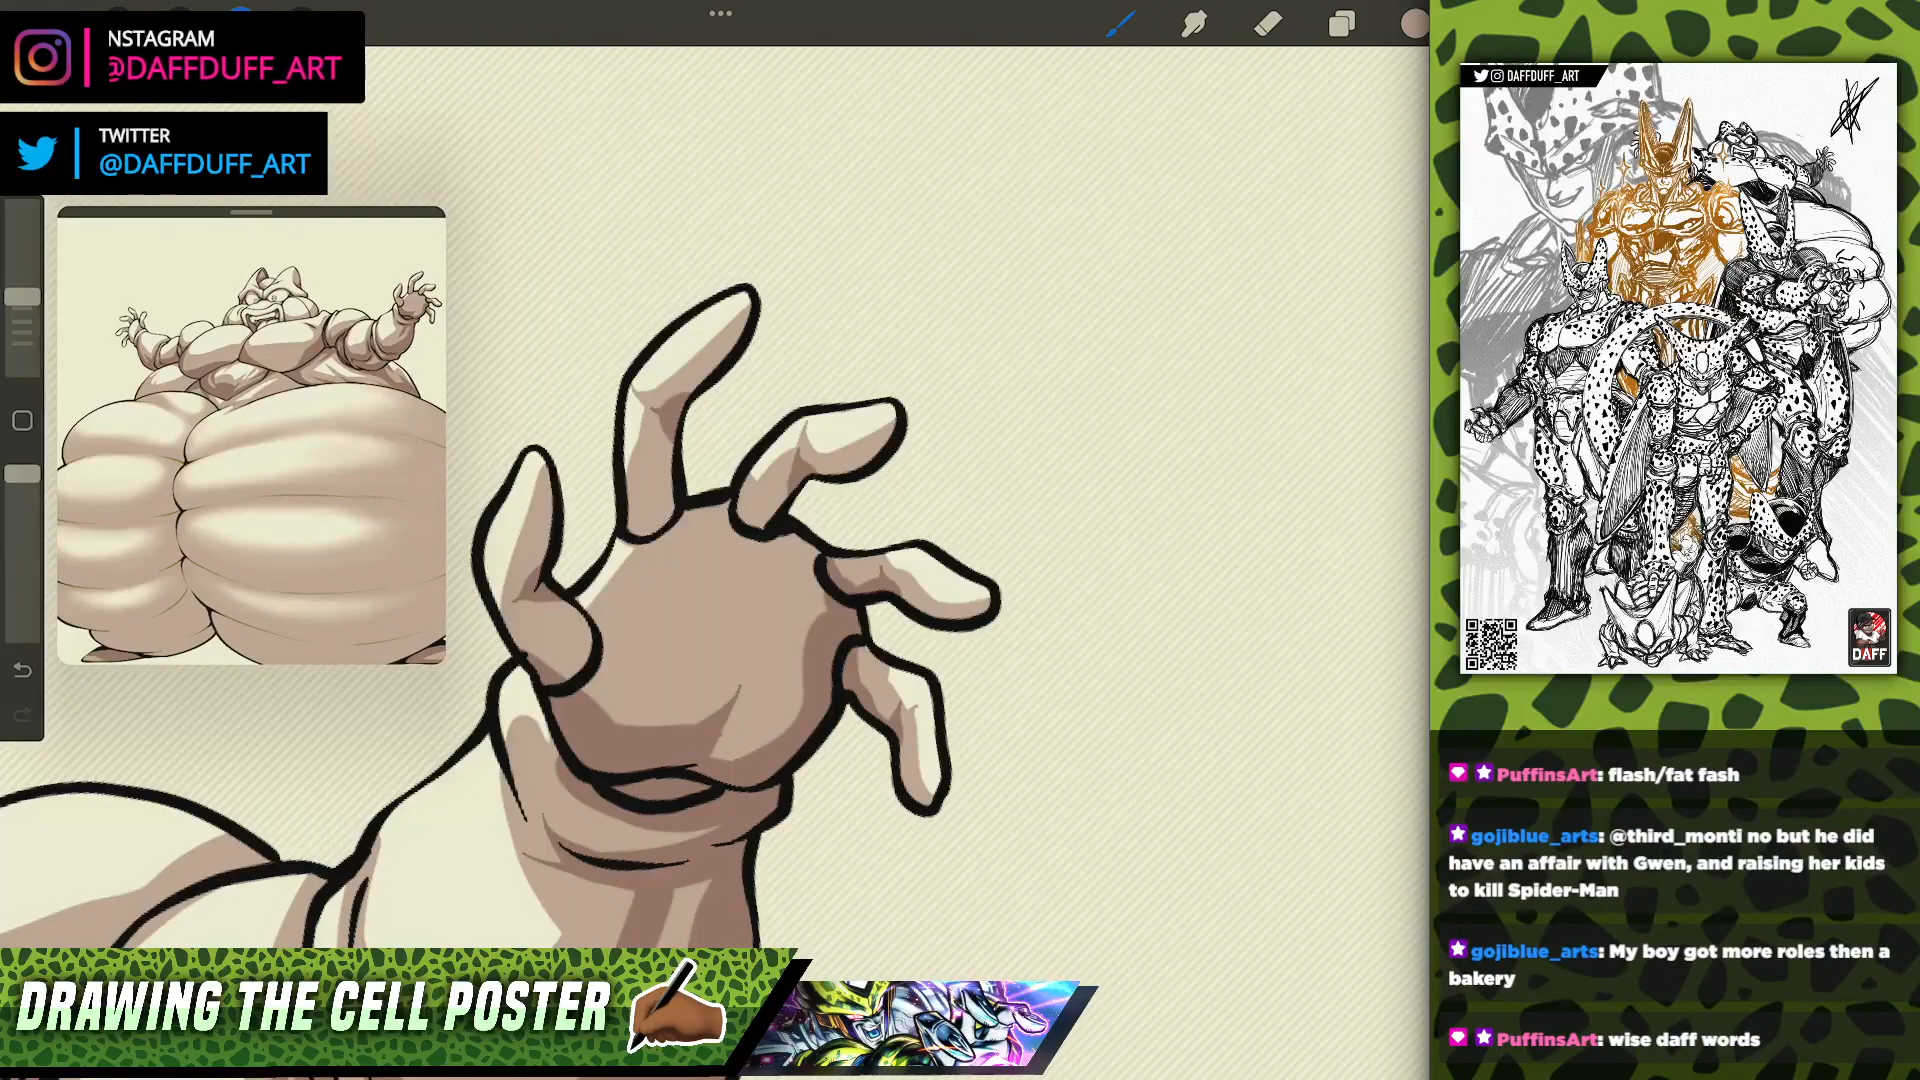 NSTAGRAM
@DAFFDUFF_ART
TWITTER
@DAFFDUFF_ART
DAFFDUFF_ART
DAFF
PuffinsArt: flash/fat fash
gojiblue_arts: @third_monti no but he did
have an affair with Gwen, and raising her kids
to kill Spider-Man
gojiblue_arts: My boy got more roles then a
bakery
PuffinsArt: wise daff words
DRAWING THE CELL POSTER